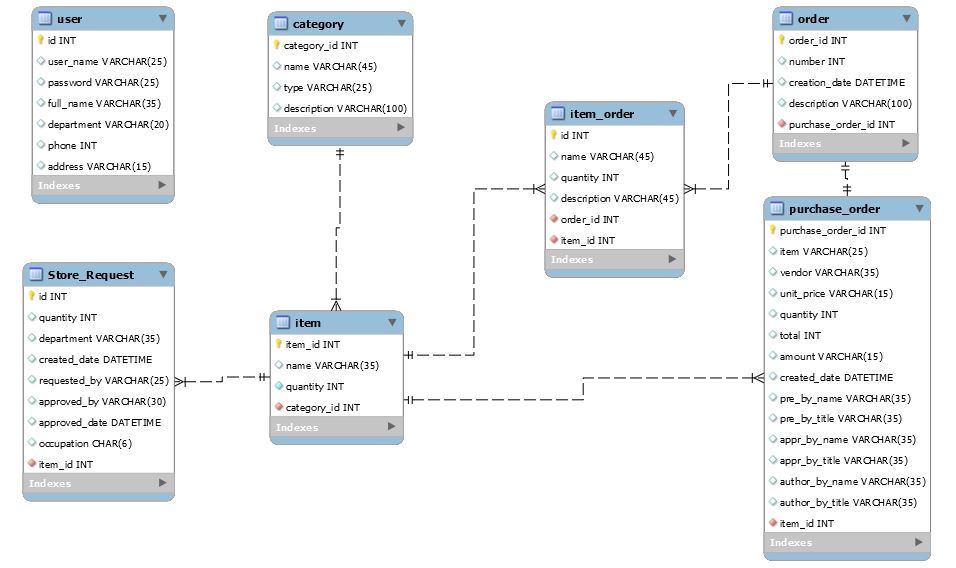 user
id INT
user_name VARCHAR(25)
password VARCHAR(25)
full_name VARCHAR(35)
department VARCHAR(20)
phone INT
address VARCHAR(15)
Indexes
category
category_id INT
name VARCHAR(45)
type VARCHAR(25)
description VARCHAR(100)
Indexes
order
order_id INT
number INT
creation_date DATETIME
description VARCHAR(100)
purchase_order_id INT
Indexes
item_order
id INT
name VARCHAR(45)
quantity INT
description VARCHAR(45)
order_id INT
item_id INT
Indexes
purchase_order
purchase_order_id INT
item VARCHAR(25)
vendor VARCHAR(35)
unit_price VARCHAR(15)
quantity INT
total INT
amount VARCHAR(15)
created_date DATETIME
pre_by_name VARCHAR(35)
pre_by_title VARCHAR(35)
appr_by_name VARCHAR(35)
appr_by_title VARCHAR(35)
author_by_name VARCHAR(35)
author_by_title VARCHAR(35)
item_id INT
Indexes
Store_Request
id INT
quantity INT
department VARCHAR(35)
created_date DATETIME
requested_by VARCHAR(25)
approved_by VARCHAR(30)
approved_date DATETIME
occupation CHAR(6)
item_id INT
Indexes
item
item_id INT
name VARCHAR(35)
quantity INT
category_id INT
Indexes